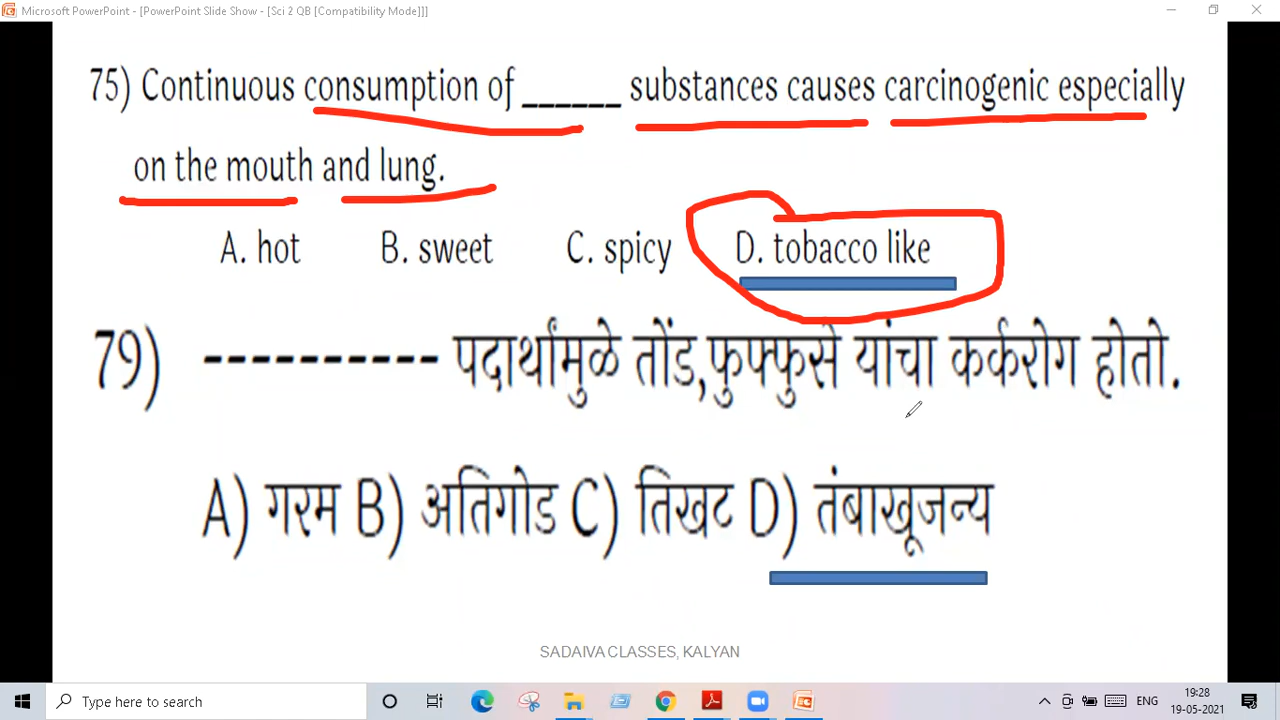 Microsoft PowerPoint - [PowerPoint Slide Show - [Sci 2 QB [Compatibility Mode]]]
75) Continuous consumption of ______ substances causes carcinogenic especially
on the mouth and lung.
A. hot B. sweet C. spicy D. tobacco like
79) ---------- पदार्थांमुळे तोंड,फुफ्फुसे यांचा कर्करोग होतो.
A) गरम B) अतिगोड C) तिखट D) तंबाखूजन्य
SADAIVA CLASSES, KALYAN
Type here to search
ENG
19:28
19-05-2021